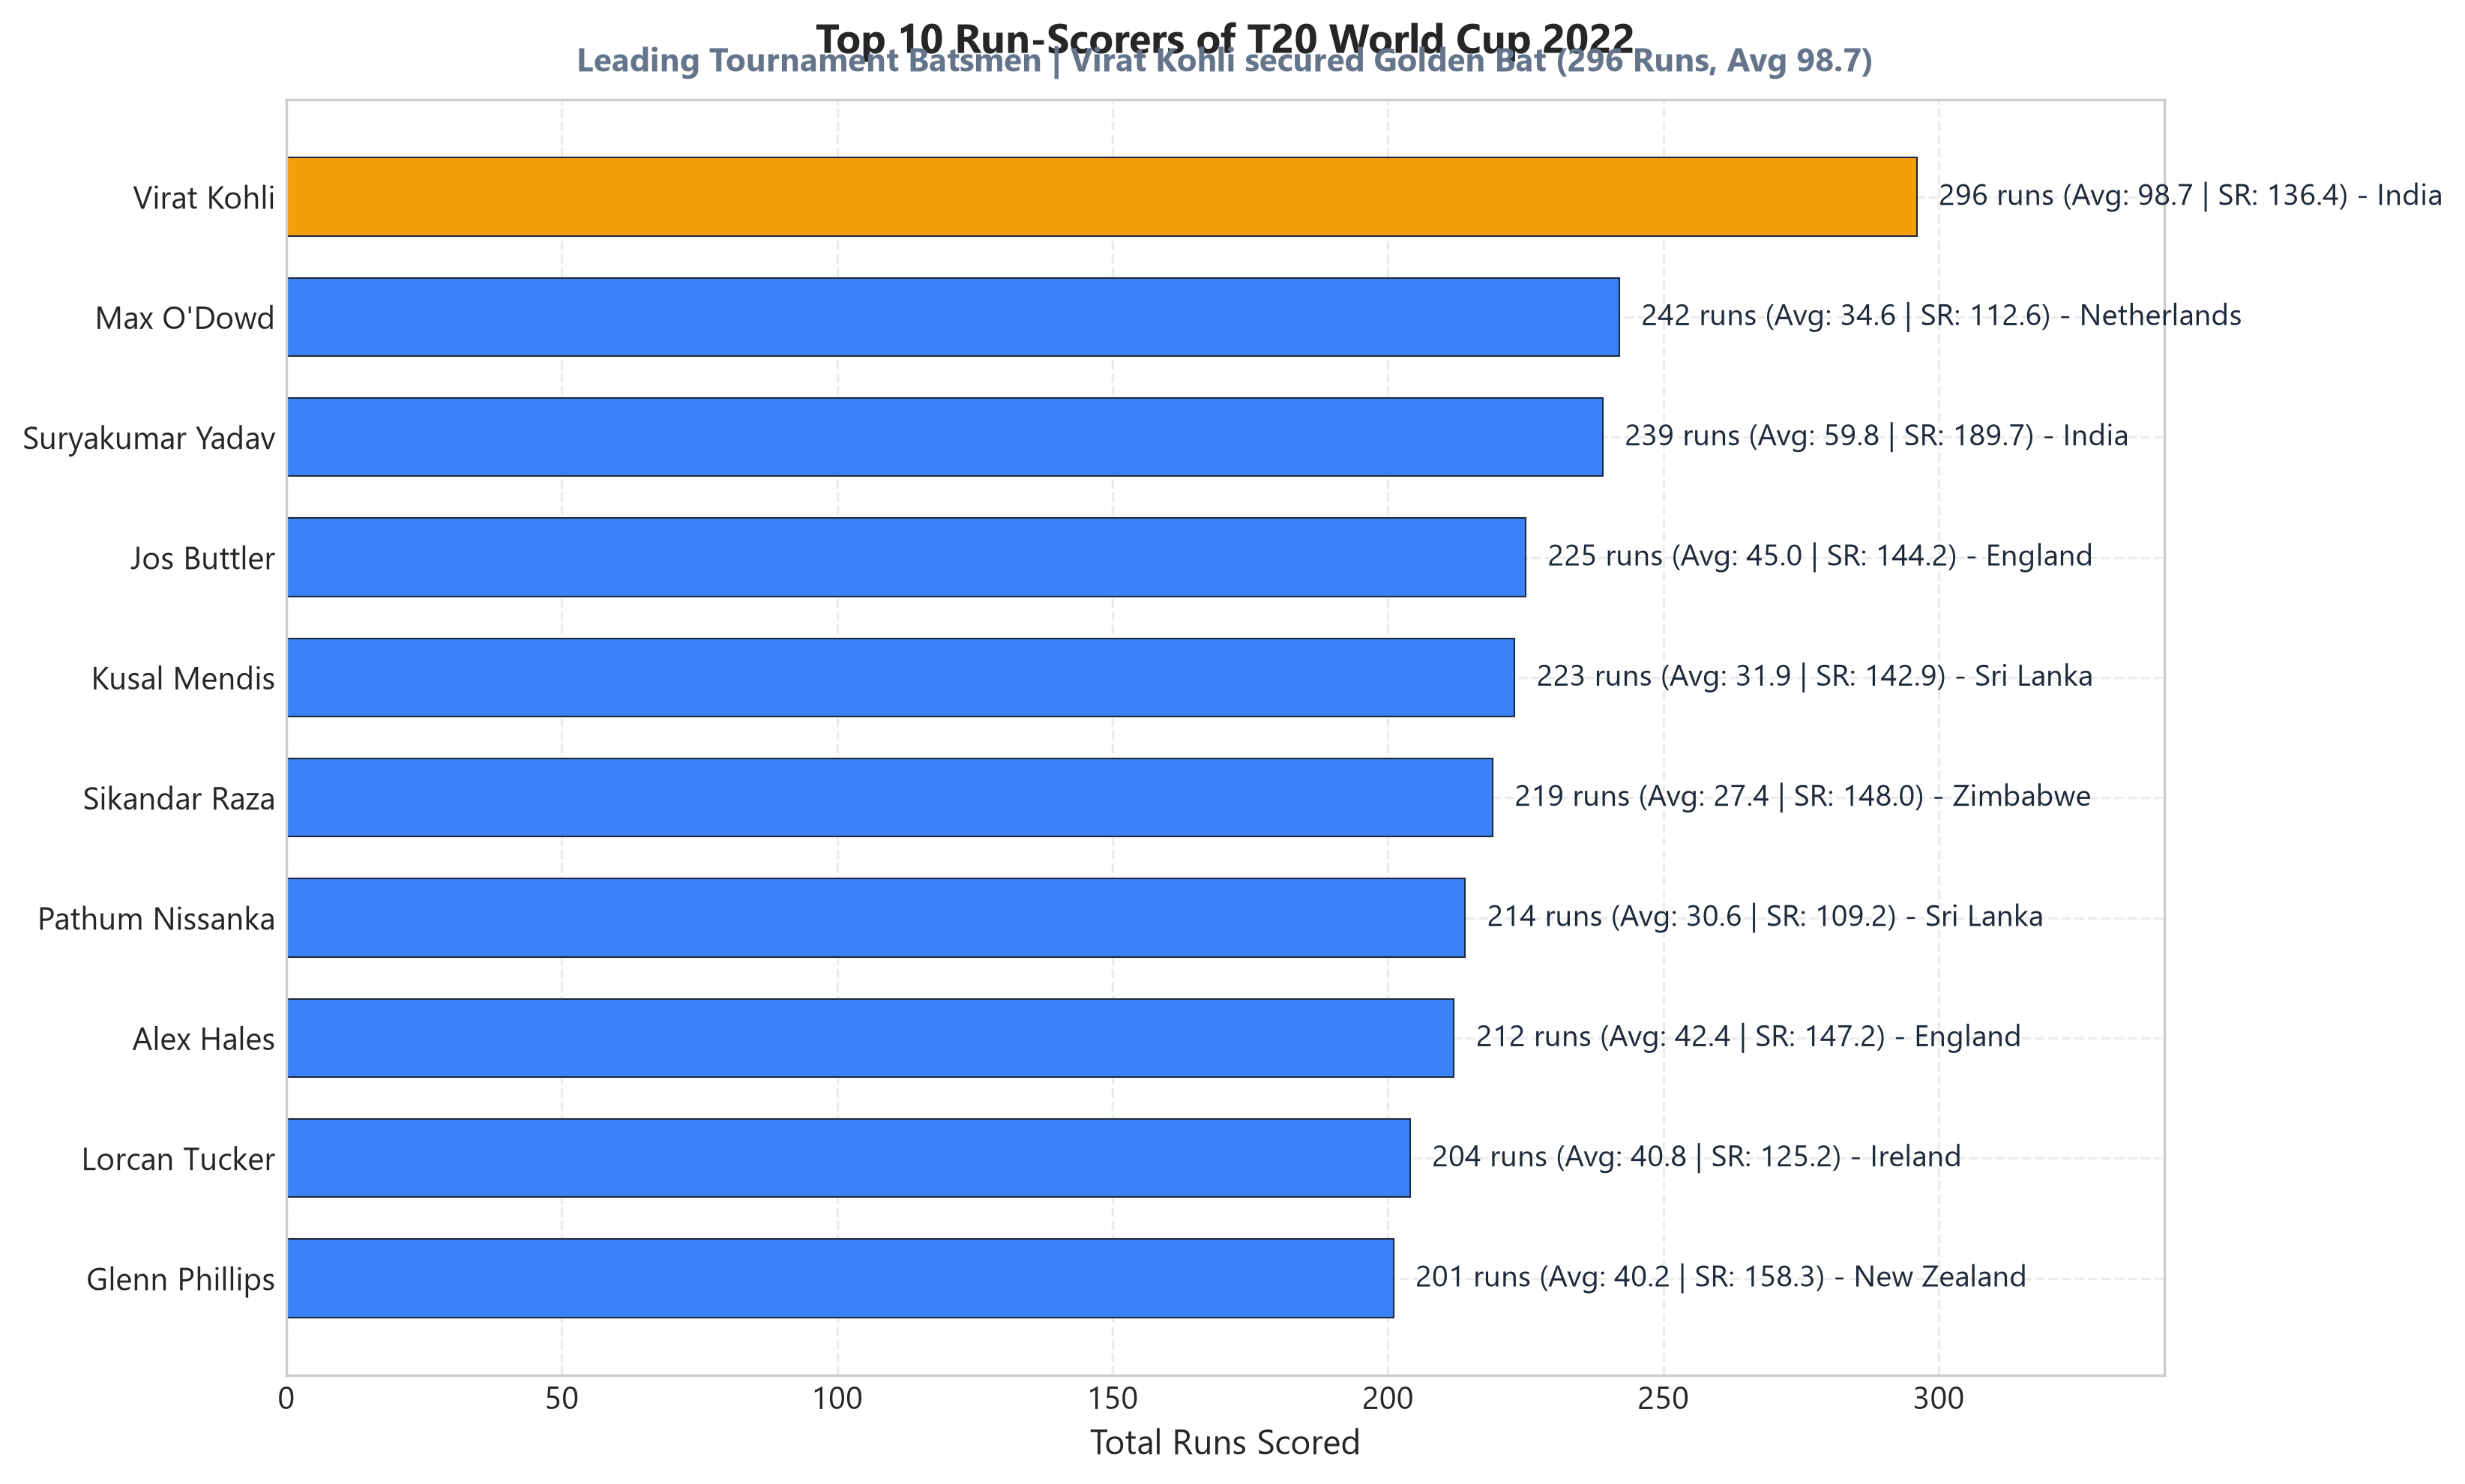 Top 10 Run-Scorers of T20 World Cup 2022
Leading Tournament Batsmen | Virat Kohli secured Golden Bat (296 Runs, Avg 98.7)
Virat Kohli 296 runs (Avg: 98.7 | SR: 136.4) - India
Max O'Dowd 242 runs (Avg: 34.6 | SR: 112.6) - Netherlands
Suryakumar Yadav 239 runs (Avg: 59.8 | SR: 189.7) - India
Jos Buttler 225 runs (Avg: 45.0 | SR: 144.2) - England
Kusal Mendis 223 runs (Avg: 31.9 | SR: 142.9) - Sri Lanka
Sikandar Raza 219 runs (Avg: 27.4 | SR: 148.0) - Zimbabwe
Pathum Nissanka 214 runs (Avg: 30.6 | SR: 109.2) - Sri Lanka
Alex Hales 212 runs (Avg: 42.4 | SR: 147.2) - England
Lorcan Tucker 204 runs (Avg: 40.8 | SR: 125.2) - Ireland
Glenn Phillips 201 runs (Avg: 40.2 | SR: 158.3) - New Zealand
0 50 100 150 200 250 300
Total Runs Scored